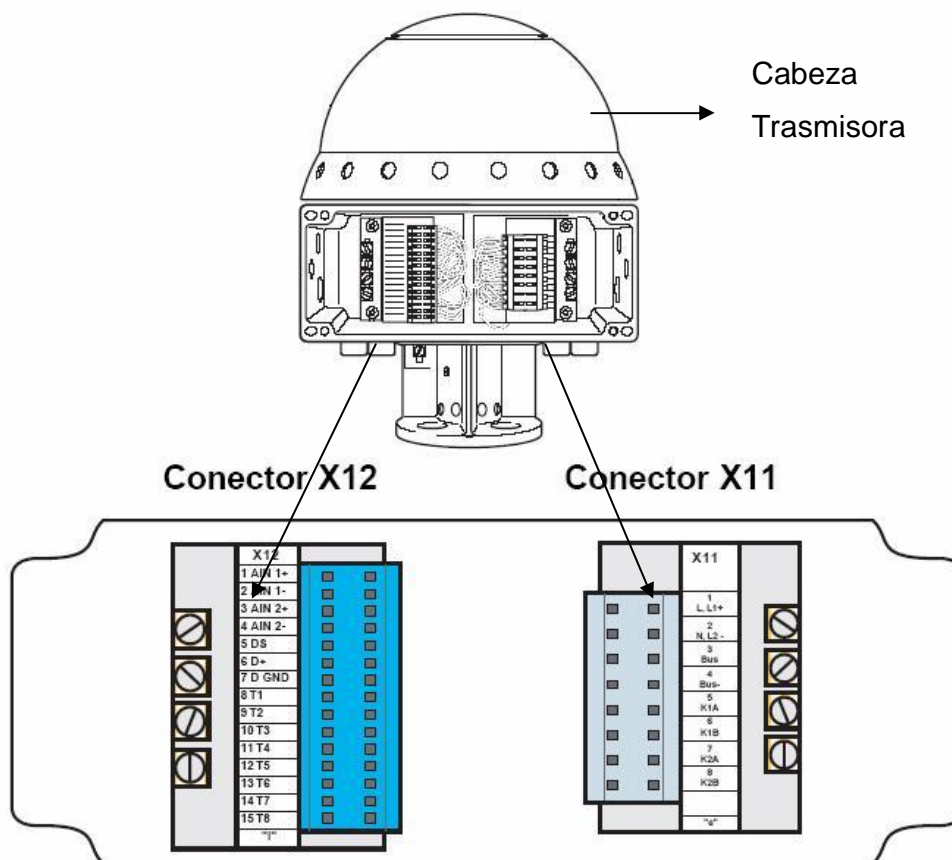 Cabeza
Trasmisora
Conector X12
Conector X11
X12
1 AIN 1+
2 AIN 1-
3 AIN 2+
4 AIN 2-
5 DS
6 D+
7 D GND
8 T1
9 T2
10 T3
11 T4
12 T5
13 T6
14 T7
15 T8
"i"
X11
1
L, L1+
2
N, L2 -
3
Bus
4
Bus-
5
K1A
6
K1B
7
K2A
8
K2B
"e"